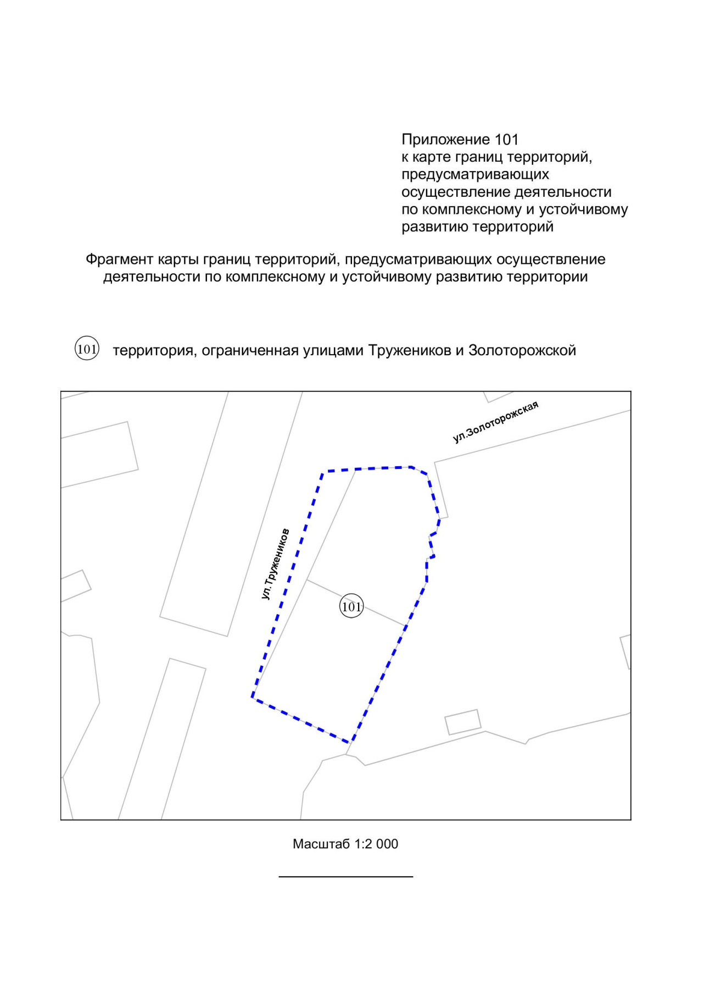 Приложение 101
к карте границ территорий,
предусматривающих
осуществление деятельности
по комплексному и устойчивому
развитию территорий
Фрагмент карты границ территорий, предусматривающих осуществление
деятельности по комплексному и устойчивому развитию территории
101 территория, ограниченная улицами Тружеников и Золоторожской
ул.Золоторожская
ул.Тружеников
101
Масштаб 1:2 000